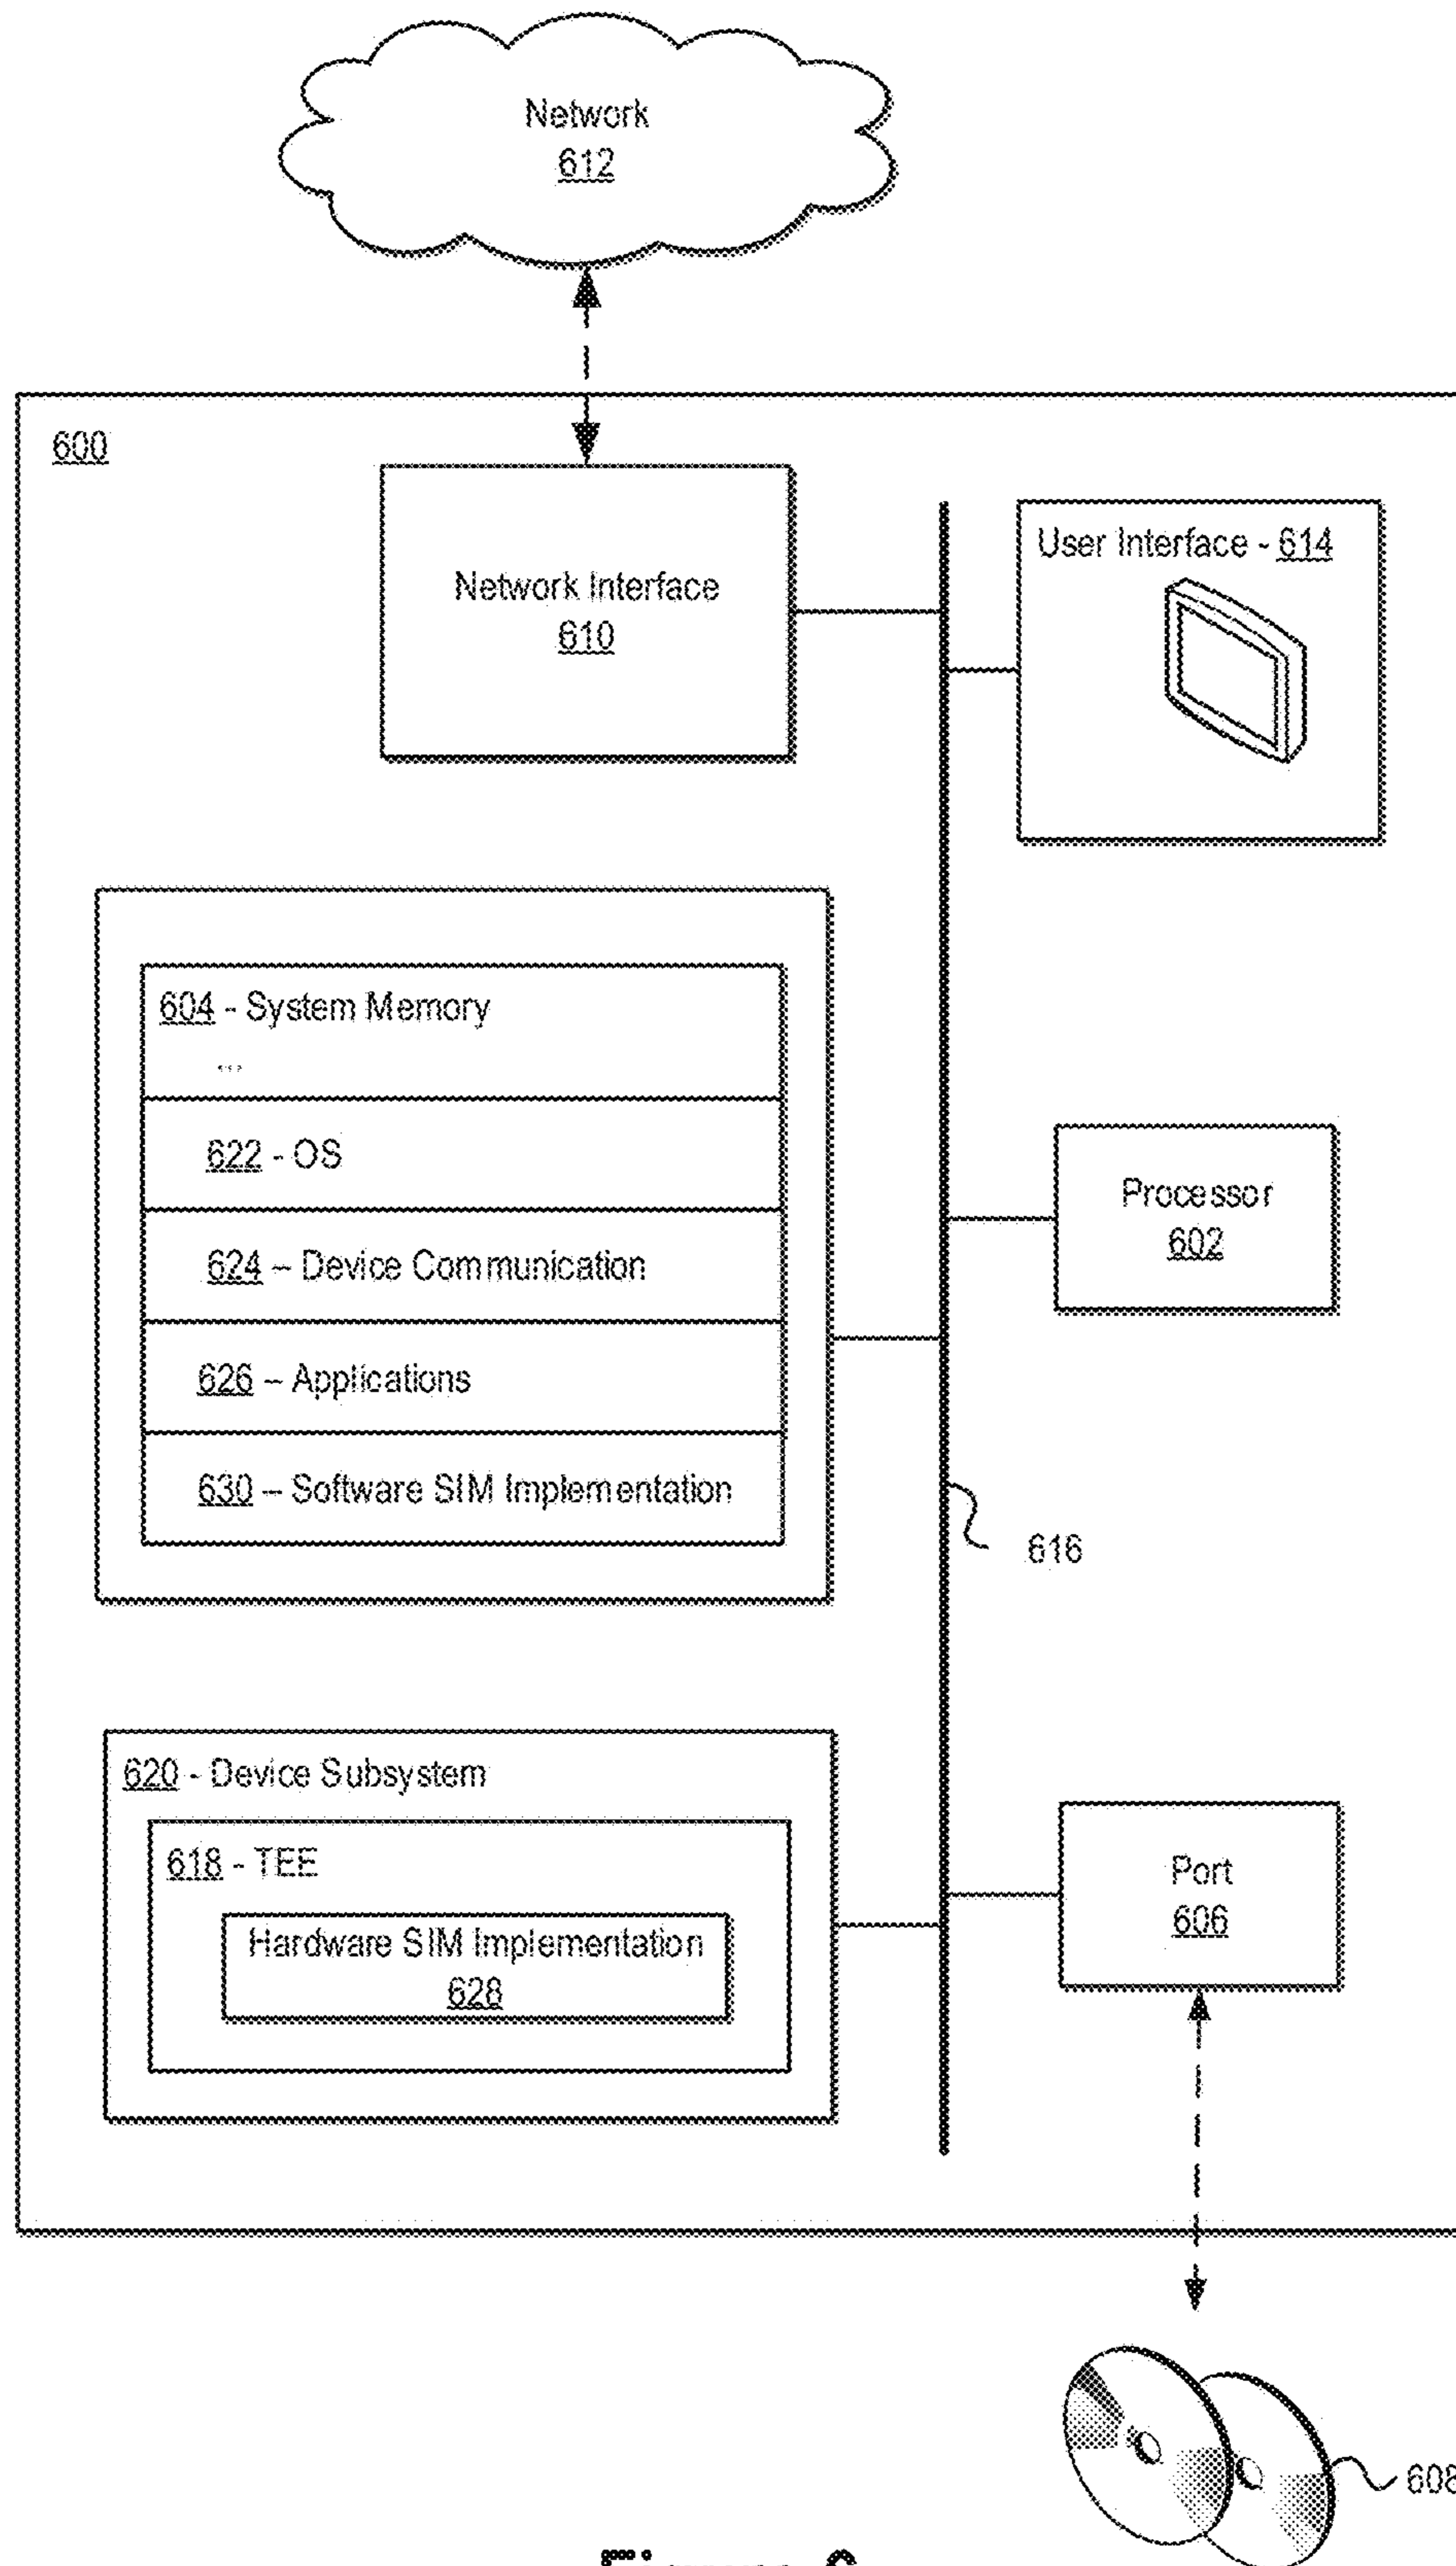 Network
612
600
Network Interface
610
User Interface - 614
604 - System Memory
...
622 - OS
624 – Device Communication
626 – Applications
630 – Software SIM Implementation
Processor
602
616
620 - Device Subsystem
618 - TEE
Hardware SIM Implementation
628
Port
606
608
Figure 6